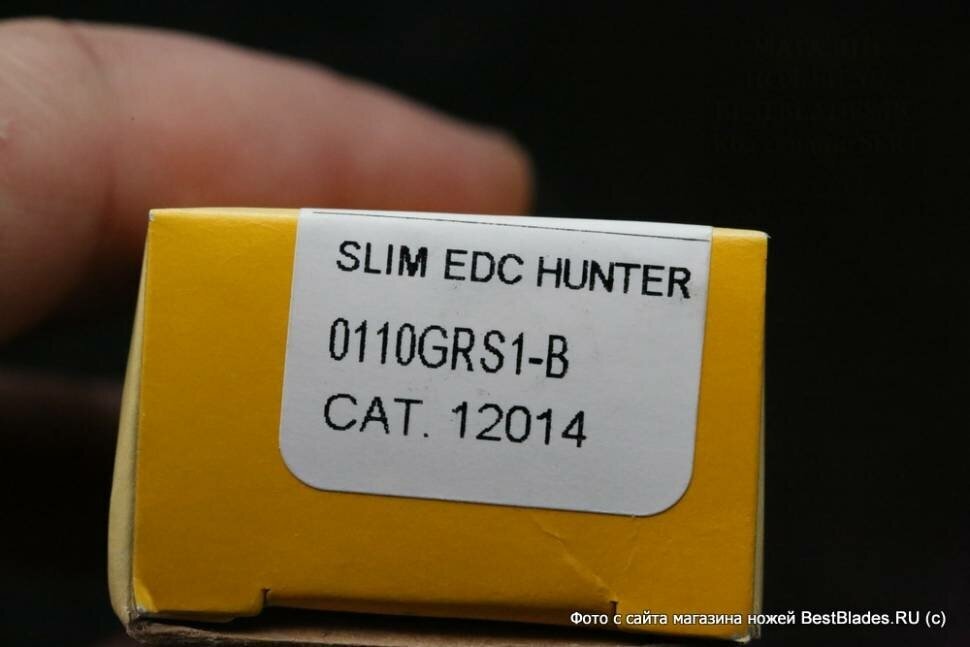 SLIM EDC HUNTER
0110GRS1-B
CAT. 12014
Фото с сайта магазина ножей BestBlades.RU (c)